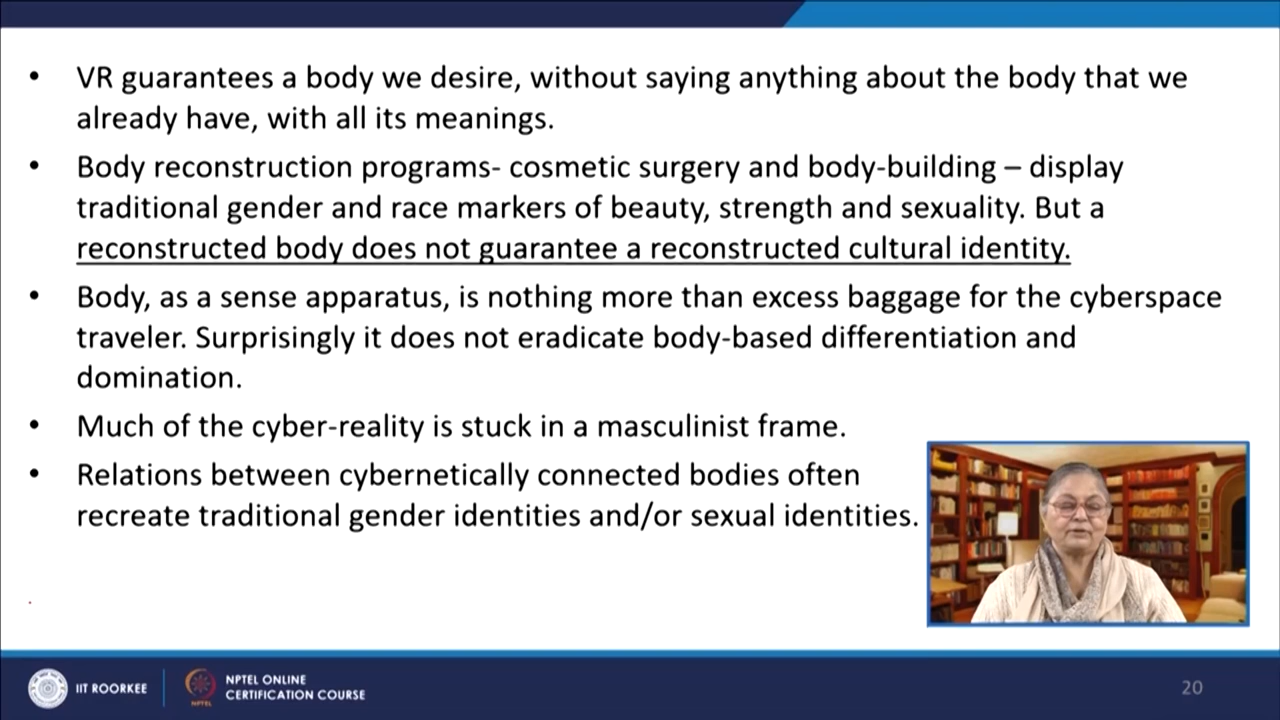 • VR guarantees a body we desire, without saying anything about the body that we
already have, with all its meanings.
• Body reconstruction programs- cosmetic surgery and body-building – display
traditional gender and race markers of beauty, strength and sexuality. But a
reconstructed body does not guarantee a reconstructed cultural identity.
• Body, as a sense apparatus, is nothing more than excess baggage for the cyberspace
traveler. Surprisingly it does not eradicate body-based differentiation and
domination.
• Much of the cyber-reality is stuck in a masculinist frame.
• Relations between cybernetically connected bodies often
recreate traditional gender identities and/or sexual identities.
IIT ROORKEE
NPTEL
NPTEL ONLINE
CERTIFICATION COURSE
20